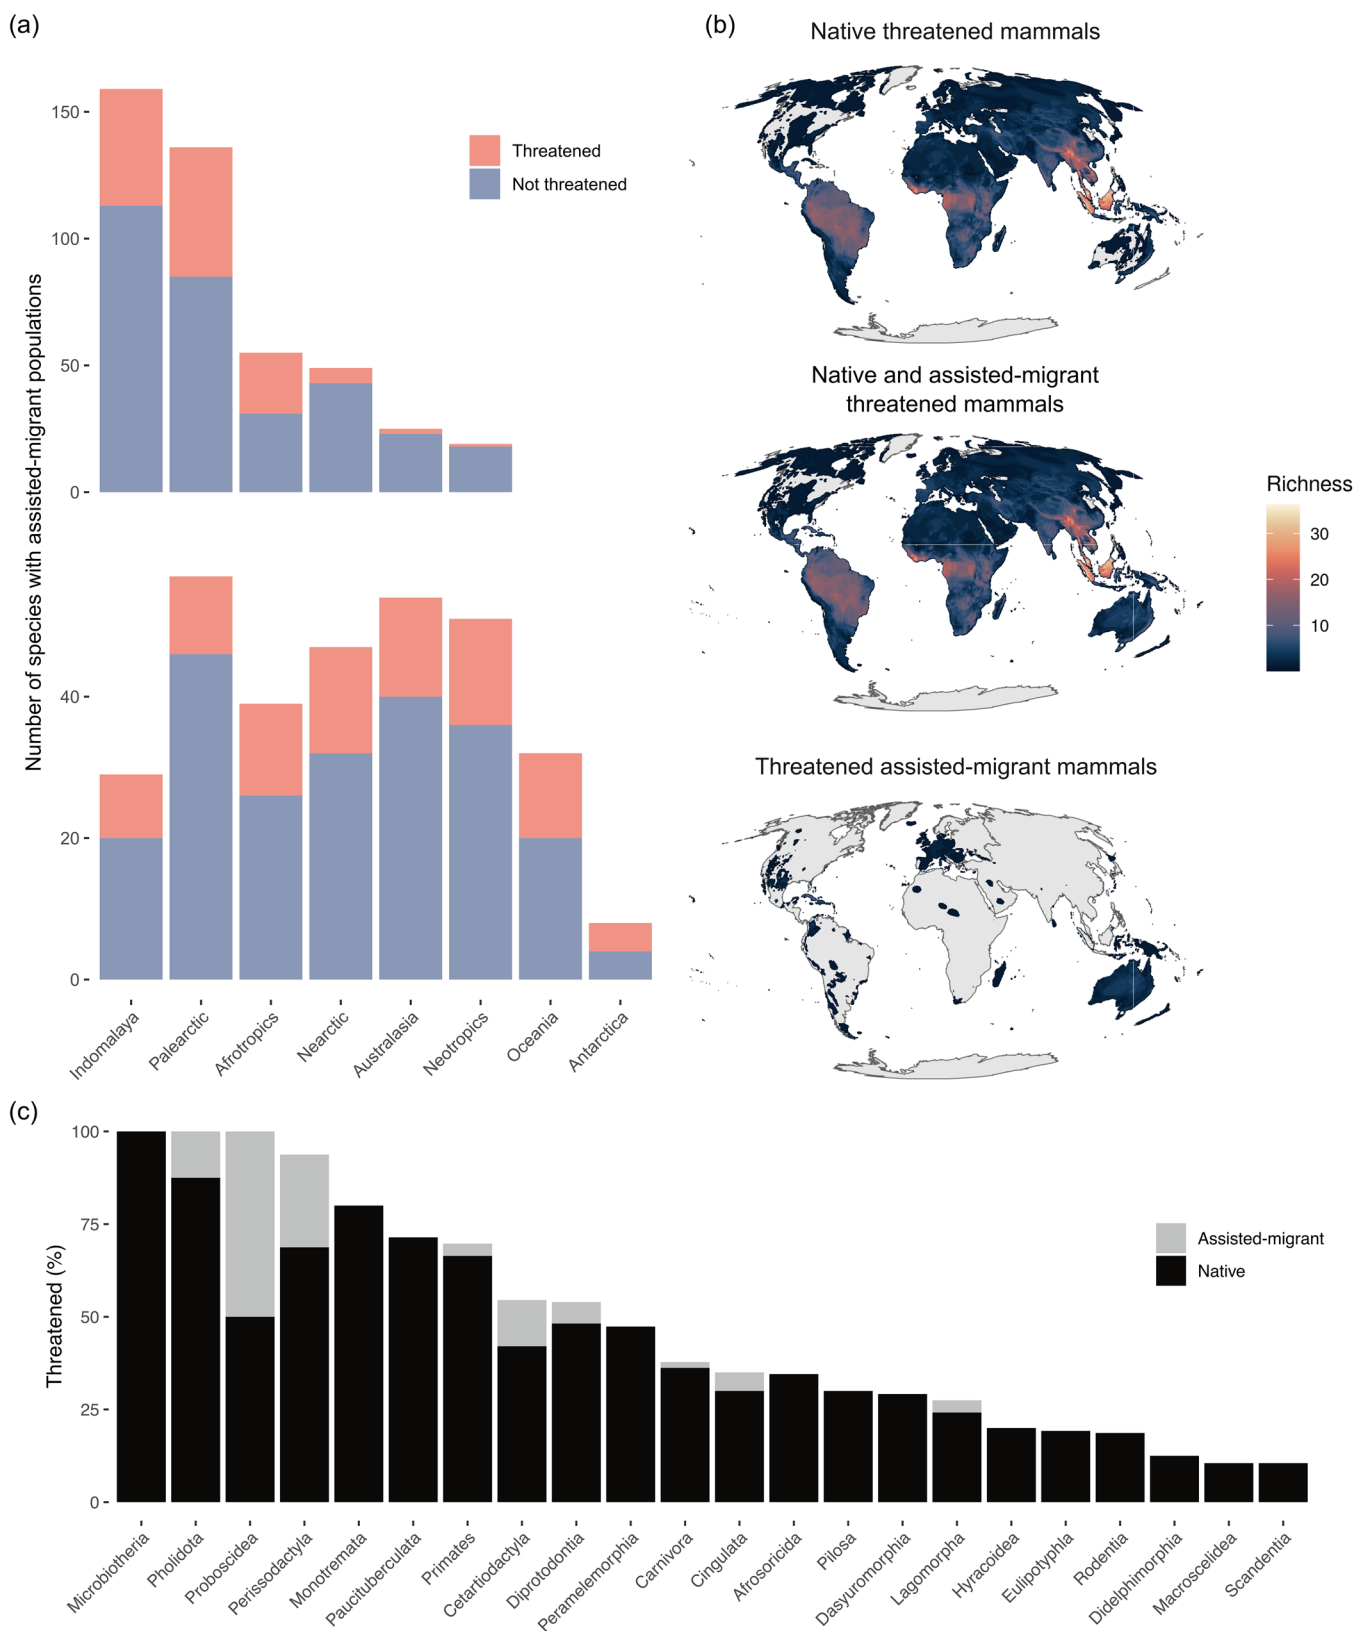 (a)
Number of species with assisted-migrant populations
150
100
50
0
Threatened
Not threatened
40
20
0
Indomalaya
Palearctic
Afrotropics
Nearctic
Australasia
Neotropics
Oceania
Antarctica
(b)
Native threatened mammals
Native and assisted-migrant
threatened mammals
Richness
30
20
10
Threatened assisted-migrant mammals
(c)
Threatened (%)
100
75
50
25
0
Assisted-migrant
Native
Microbiotheria
Pholidota
Proboscidea
Perissodactyla
Monotremata
Paucituberculata
Primates
Cetartiodactyla
Diprotodontia
Peramelemorphia
Carnivora
Cingulata
Afrosoricida
Pilosa
Dasyuromorphia
Lagomorpha
Hyracoidea
Eulipotyphla
Rodentia
Didelphimorphia
Macroscelidea
Scandentia